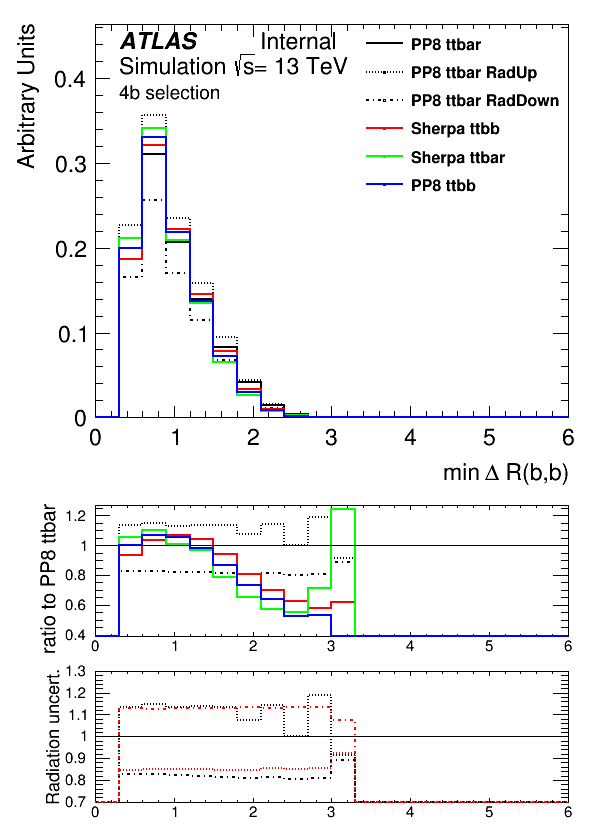 ATLAS Internal
Simulation √s= 13 TeV
4b selection
PP8 ttbar
PP8 ttbar RadUp
PP8 ttbar RadDown
Sherpa ttbb
Sherpa ttbar
PP8 ttbb
Arbitrary Units
0.4
0.3
0.2
0.1
0
0 1 2 3 4 5 6
min Δ R(b,b)
ratio to PP8 ttbar
1.2
1
0.8
0.6
0.4
0 1 2 3 4 5 6
Radiation uncert.
1.3
1.2
1.1
1
0.9
0.8
0.7
0 1 2 3 4 5 6